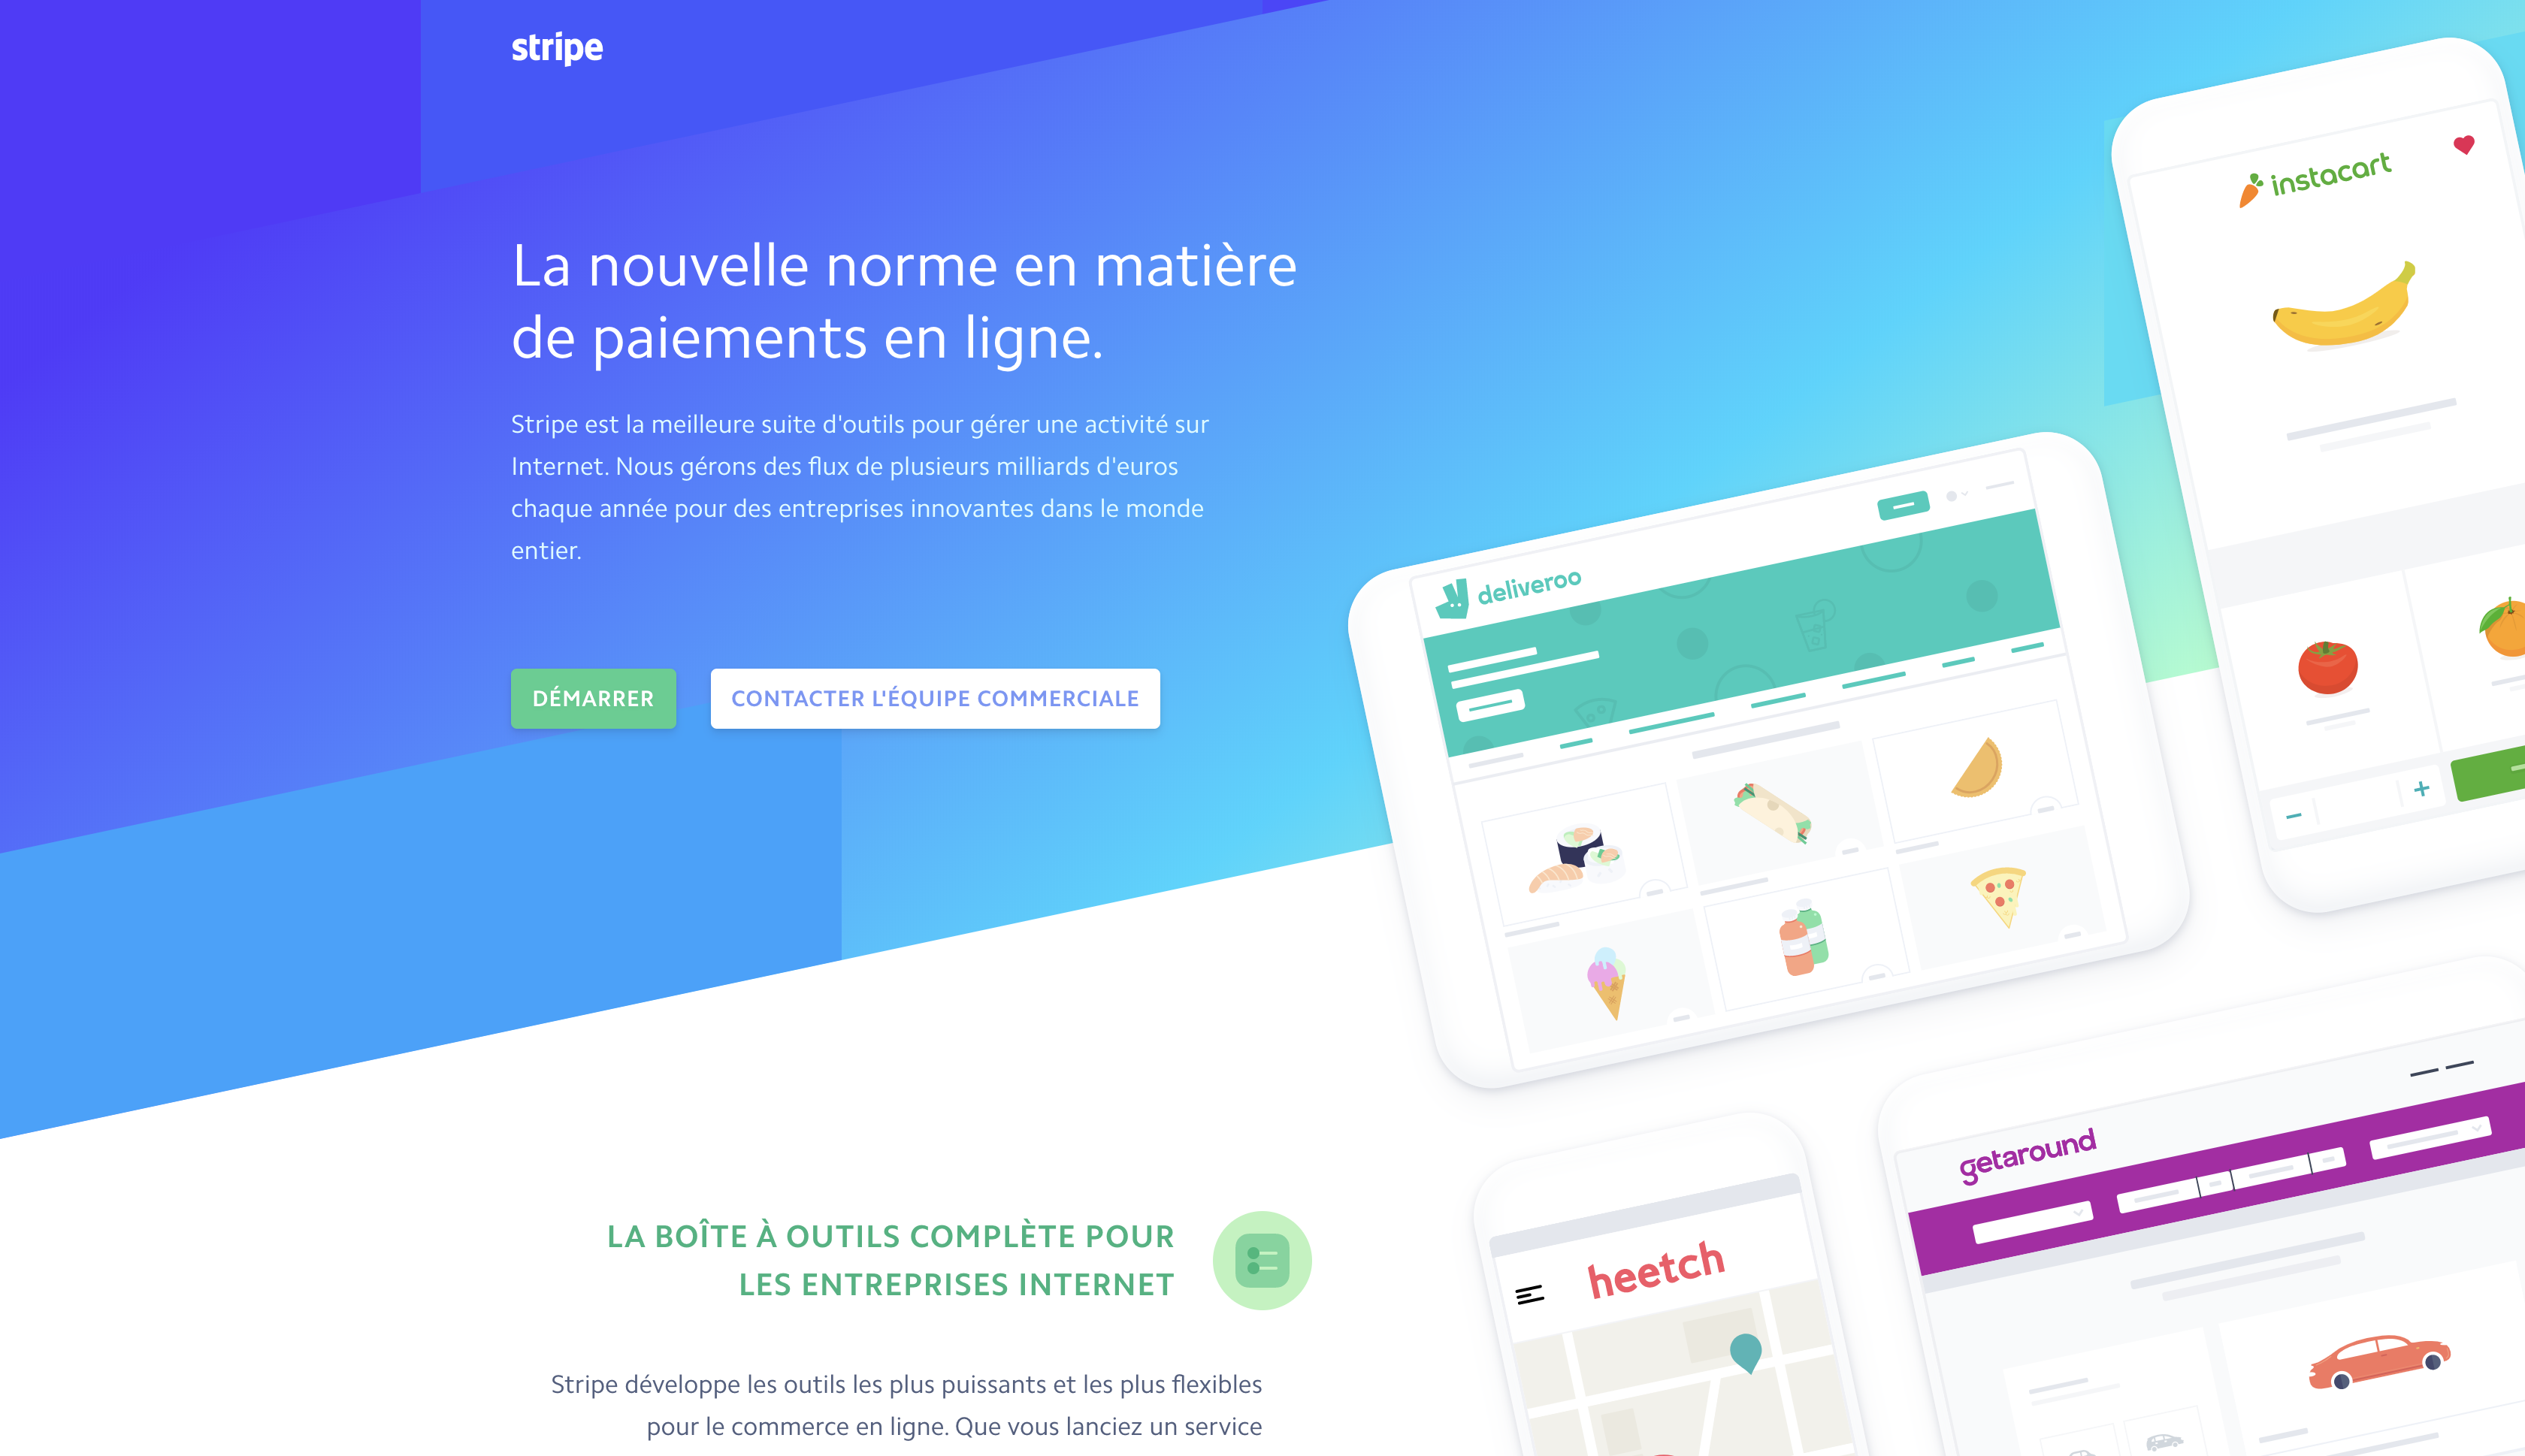 stripe
La nouvelle norme en matière
de paiements en ligne.
Stripe est la meilleure suite d'outils pour gérer une activité sur
Internet. Nous gérons des flux de plusieurs milliards d'euros
chaque année pour des entreprises innovantes dans le monde
entier.
DÉMARRER
CONTACTER L'ÉQUIPE COMMERCIALE
instacart
deliveroo
LA BOÎTE À OUTILS COMPLÈTE POUR
LES ENTREPRISES INTERNET
Stripe développe les outils les plus puissants et les plus flexibles
pour le commerce en ligne. Que vous lanciez un service
heetch
getaround